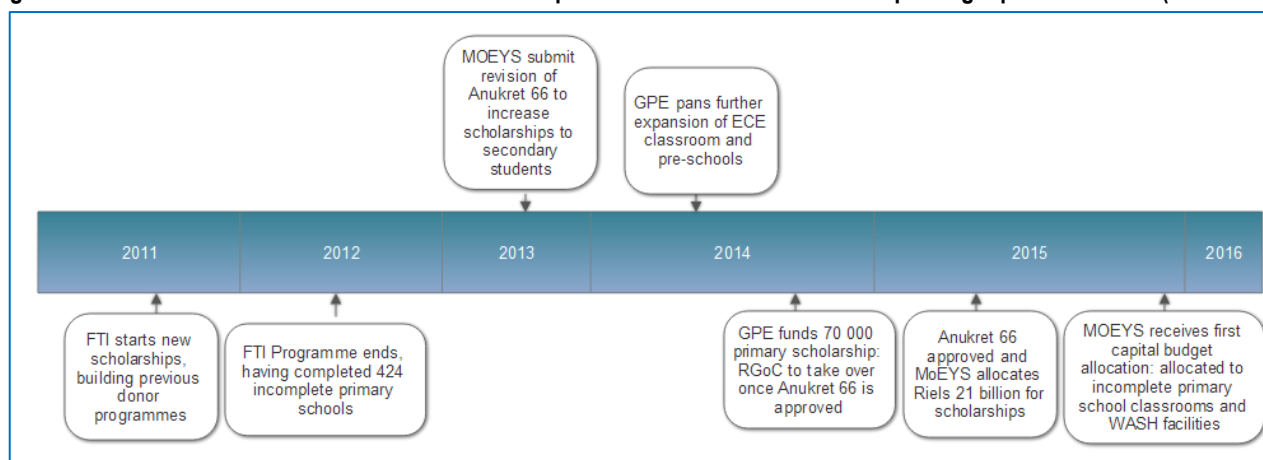 MOEYS submit
revision of
Anukret 66 to
increase
scholarships to
secondary
students
GPE pans further
expansion of ECE
classroom and
pre-schools
2011
2012
2013
2014
2015
2016
FTI starts new
scholarships,
building previous
donor
programmes
FTI Programme ends,
having completed 424
incomplete primary
schools
GPE funds 70 000
primary scholarship:
RGoC to take over
once Anukret 66 is
approved
Anukret 66
approved and
MoEYS allocates
Riels 21 billion for
scholarships
MOEYS receives first
capital budget
allocation: allocated to
incomplete primary
school classrooms and
WASH facilities